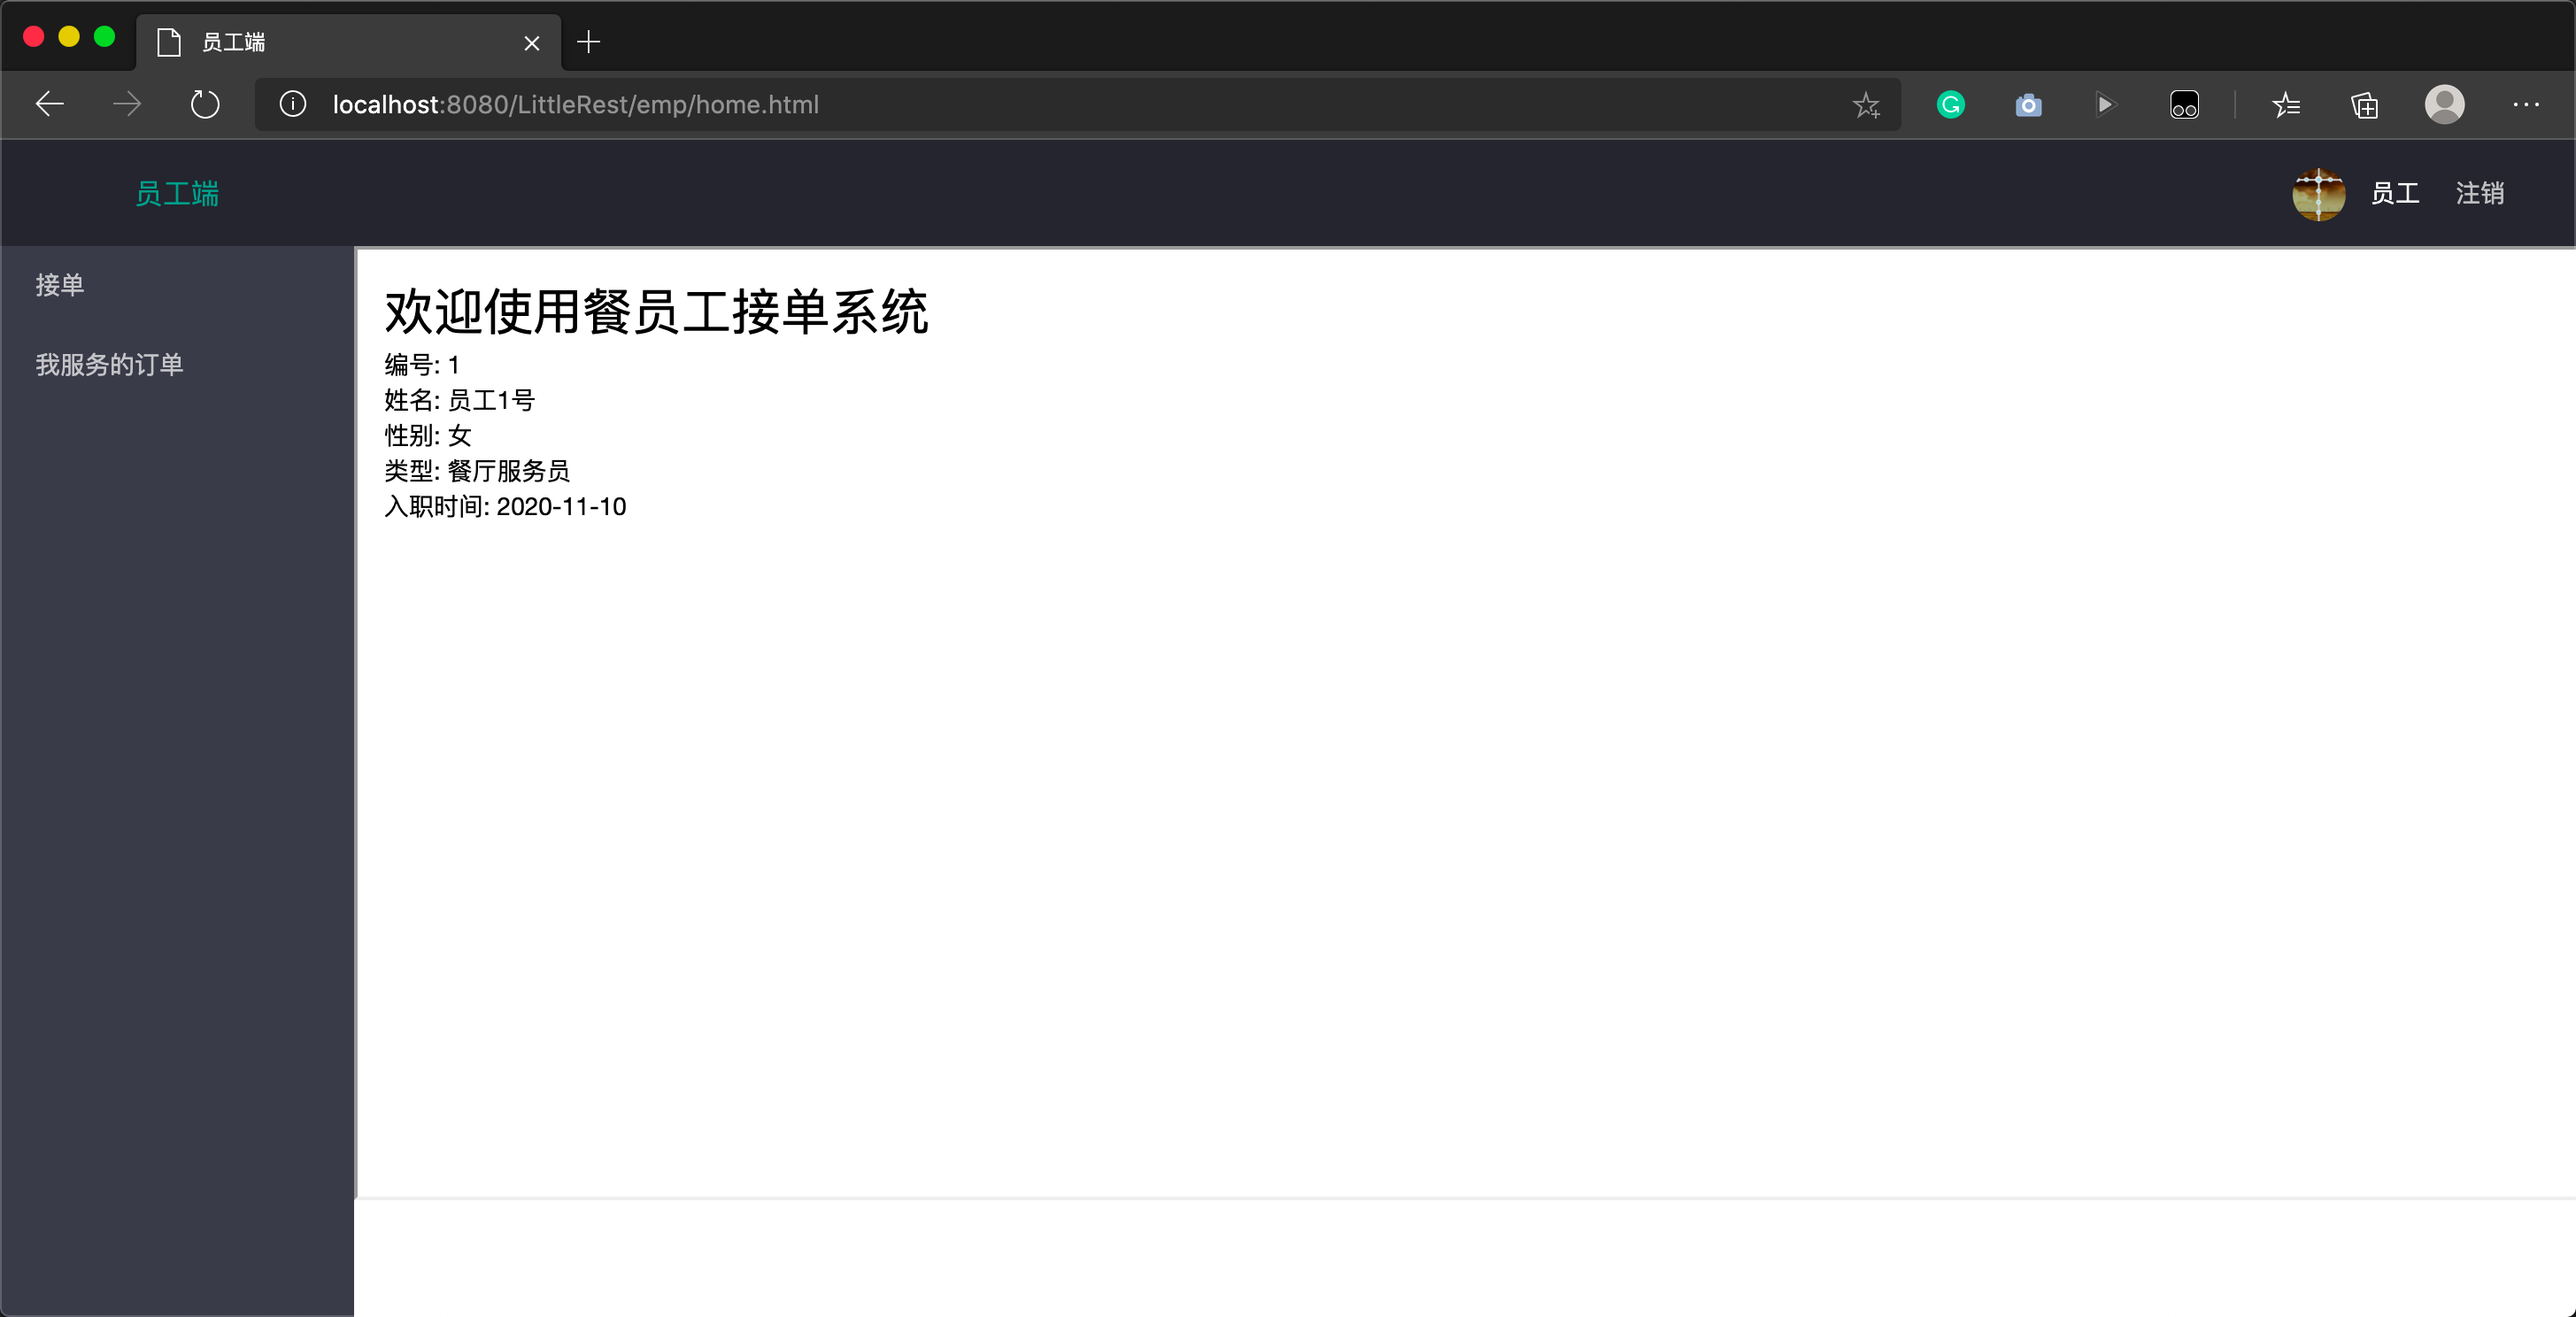 员工端
localhost:8080/LittleRest/emp/home.html
员工端
员工 注销
接单
我服务的订单
欢迎使用餐员工接单系统
编号: 1
姓名: 员工1号
性别: 女
类型: 餐厅服务员
入职时间: 2020-11-10